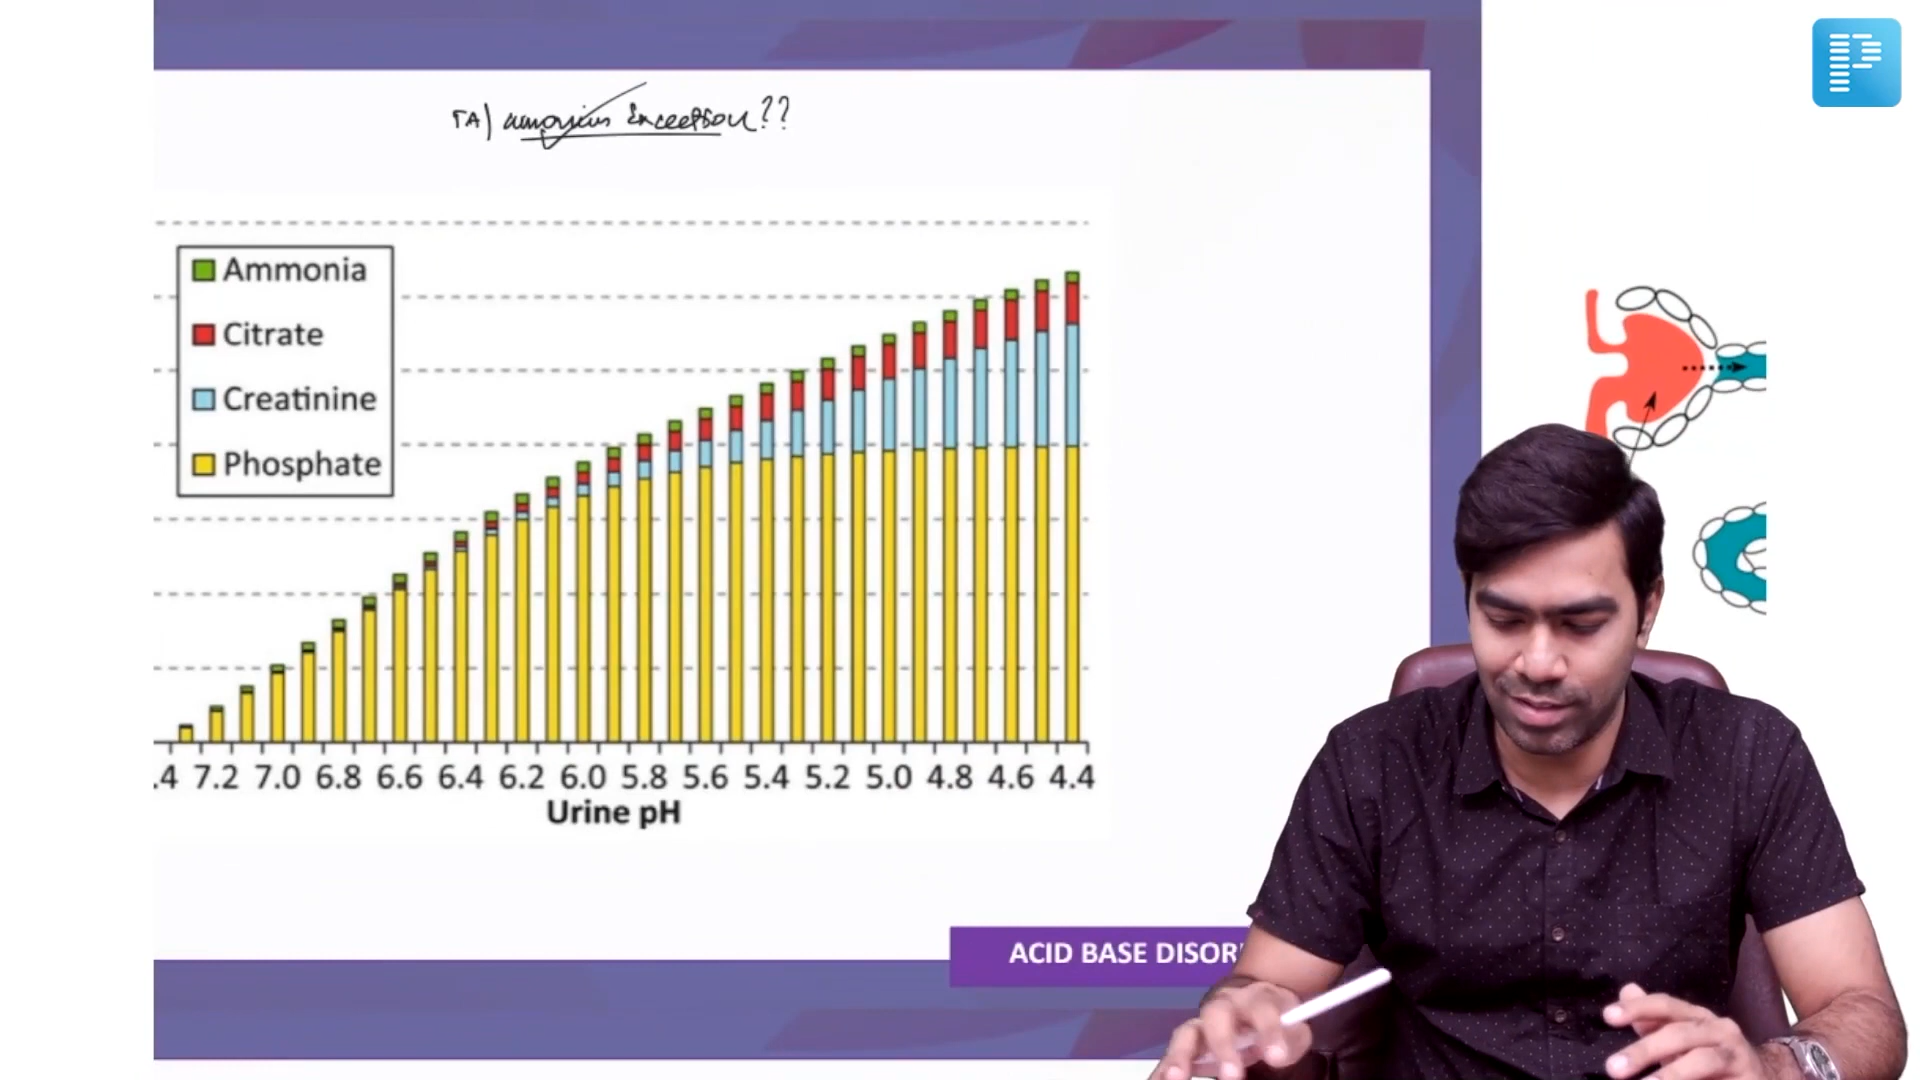 TA) ammonium Excretion??
Ammonia
Citrate
Creatinine
Phosphate
.4 7.2 7.0 6.8 6.6 6.4 6.2 6.0 5.8 5.6 5.4 5.2 5.0 4.8 4.6 4.4
Urine pH
ACID BASE DISOR
P